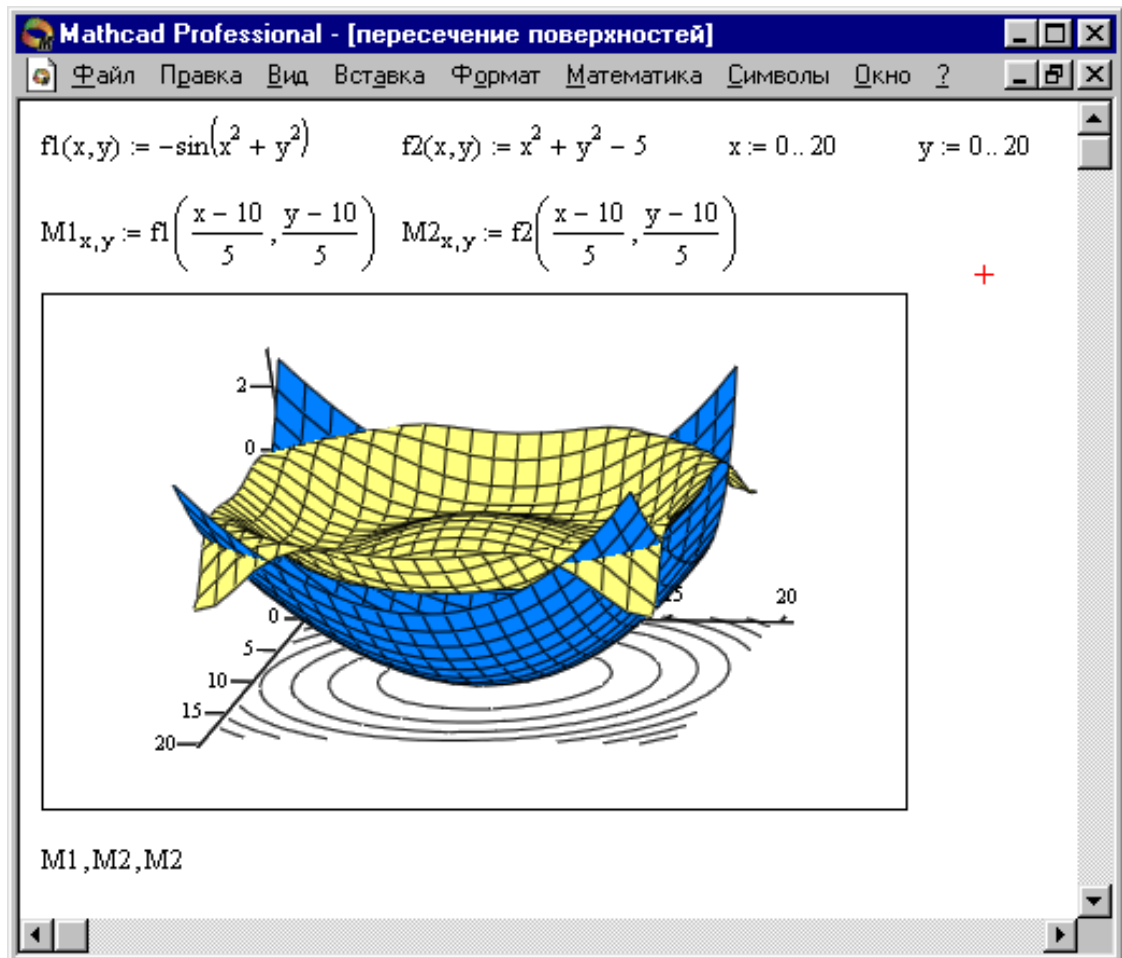 Mathcad Professional - [пересечение поверхностей]
Файл Правка Вид Вставка Формат Математика Символы Окно ?
f1(x,y) := -sin(x² + y²) f2(x,y) := x² + y² - 5 x := 0.. 20 y := 0.. 20
M1x,y := f1((x - 10)/5, (y - 10)/5) M2x,y := f2((x - 10)/5, (y - 10)/5)
2
0
20
0
5
10
15
20
M1,M2,M2